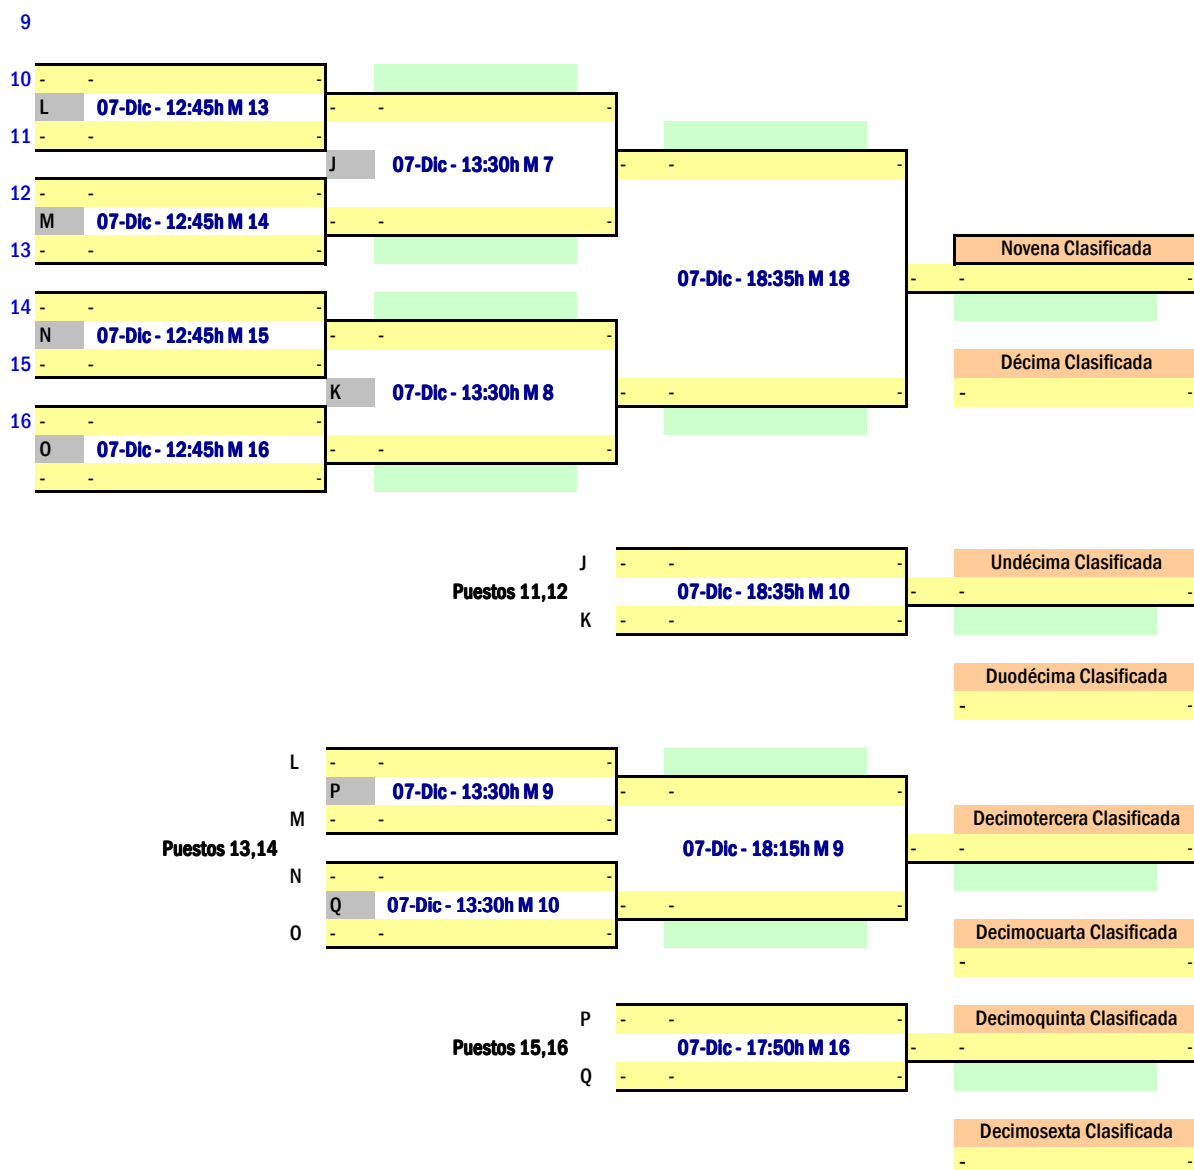 9
10 - - -
L 07-Dic - 12:45h M 13 - - -
11 - - -
J 07-Dic - 13:30h M 7 - - -
12 - - -
M 07-Dic - 12:45h M 14 - - -
13 - - - Novena Clasificada
07-Dic - 18:35h M 18 - - -
14 - - -
N 07-Dic - 12:45h M 15 - - -
15 - - - Décima Clasificada
K 07-Dic - 13:30h M 8 - - - - -
16 - - -
O 07-Dic - 12:45h M 16 - - -
- - -
J - - - Undécima Clasificada
Puestos 11,12 07-Dic - 18:35h M 10 - - -
K - - -
Duodécima Clasificada
- -
L - - -
P 07-Dic - 13:30h M 9 - - -
M - - - Decimotercera Clasificada
Puestos 13,14 07-Dic - 18:15h M 9 - - -
N - - -
Q 07-Dic - 13:30h M 10 - - -
O - - - Decimocuarta Clasificada
- -
P - - - Decimoquinta Clasificada
Puestos 15,16 07-Dic - 17:50h M 16 - - -
Q - - -
Decimosexta Clasificada
- -